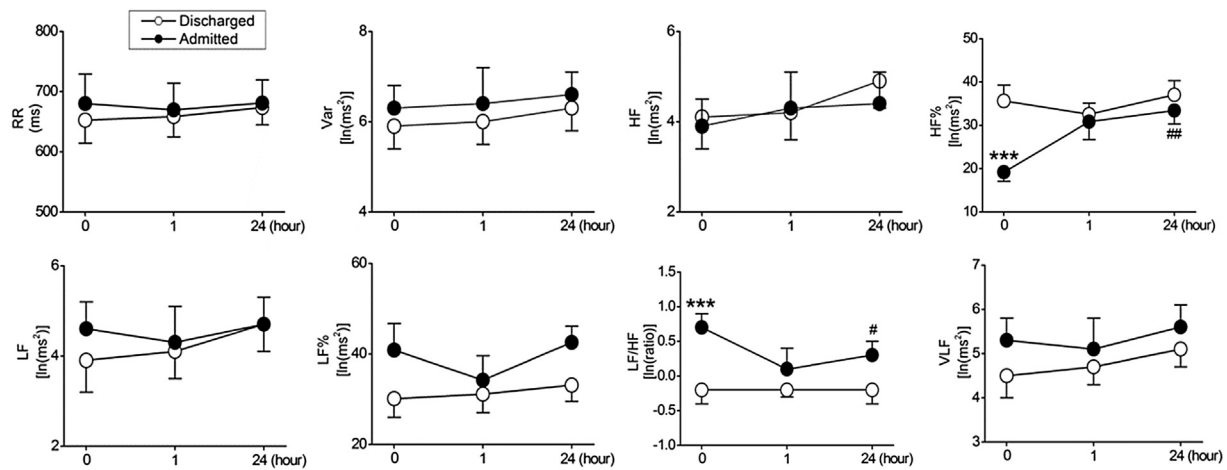 Discharged
Admitted
800
700
600
500
RR
(ms)
0 1 24 (hour)
8
6
4
Var
[ln(ms²)]
0 1 24 (hour)
6
4
2
HF
[ln(ms²)]
0 1 24 (hour)
50
40
30
20
10
HF%
[ln(ms²)]
***
##
0 1 24 (hour)
6
4
2
LF
[ln(ms²)]
0 1 24 (hour)
60
40
20
LF%
[ln(ms²)]
0 1 24 (hour)
1.5
1.0
0.5
0.0
-0.5
-1.0
LF/HF
[ln(ratio)]
***
#
0 1 24 (hour)
7
6
5
4
3
VLF
[ln(ms²)]
0 1 24 (hour)